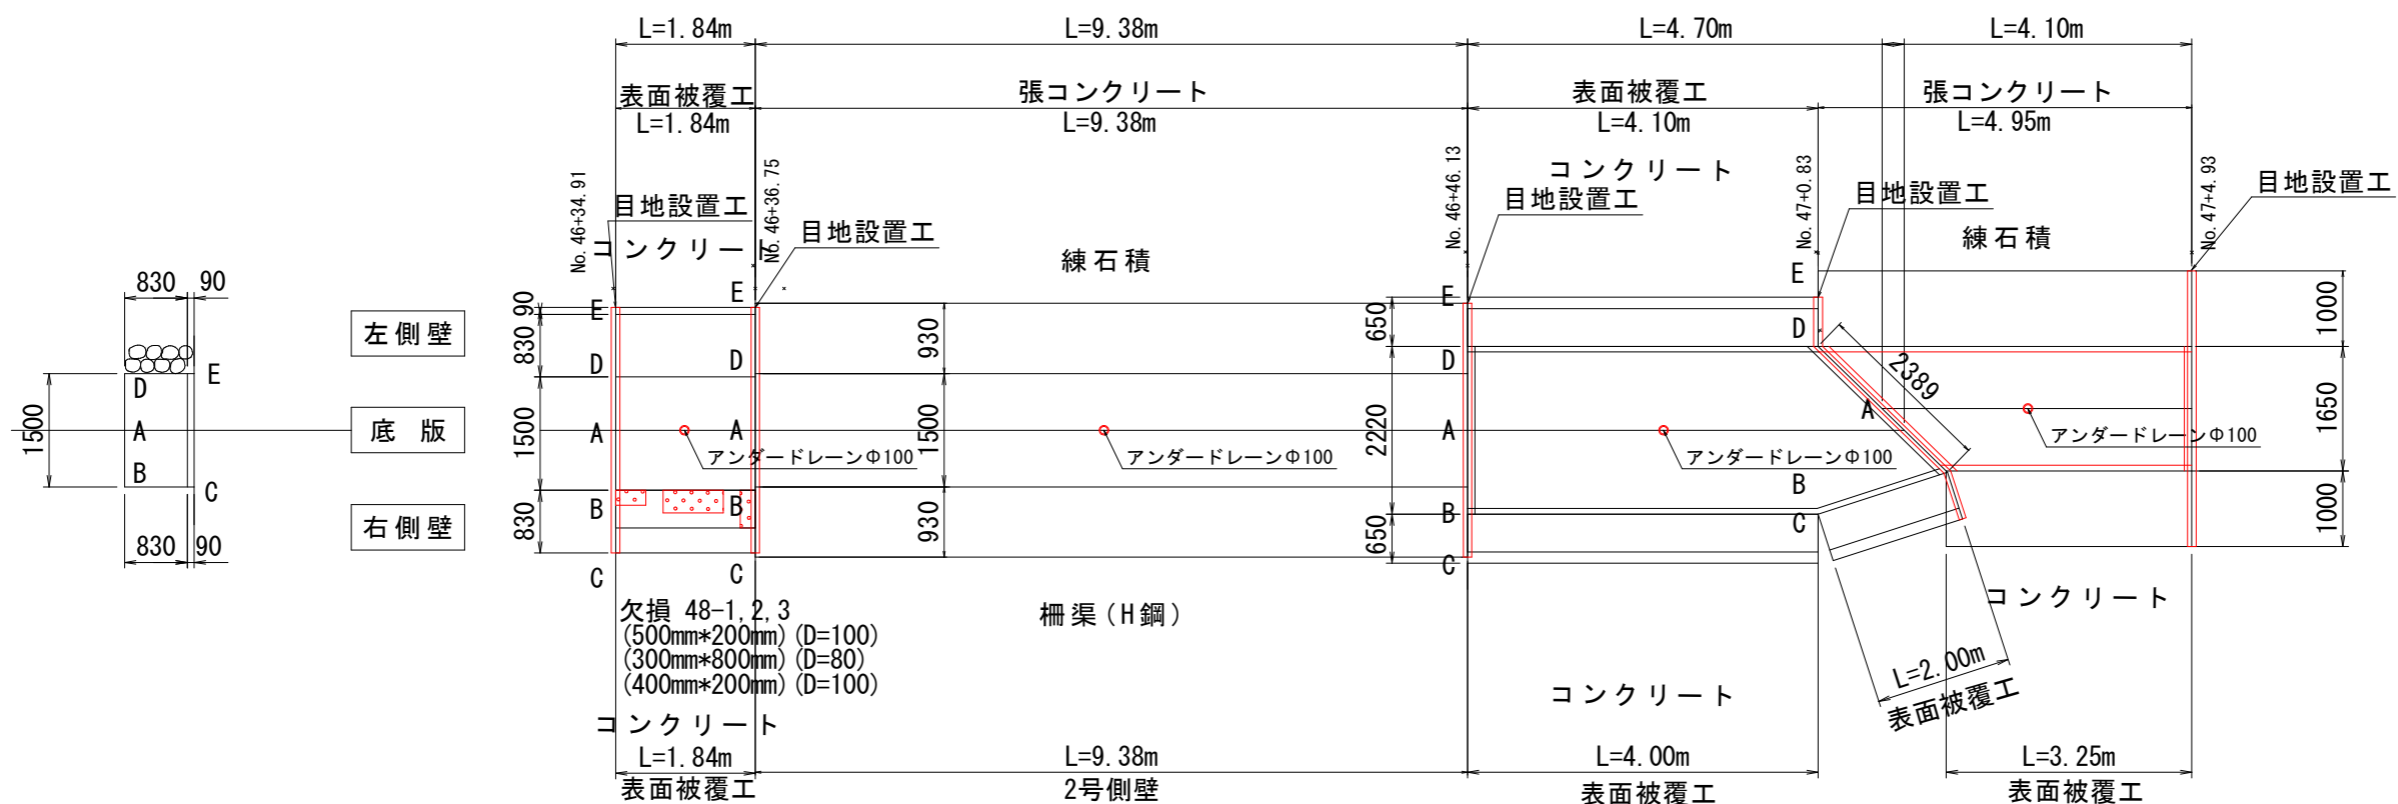 L=1.84m
L=9.38m
L=4.70m
L=4.10m
表面被覆工
張コンクリート
表面被覆工
張コンクリート
L=1.84m
L=9.38m
L=4.10m
L=4.95m
No.46+34.91
No.46+36.75
No.46+46.13
No.47+0.83
No.47+4.93
コンクリート
目地設置工
目地設置工
目地設置工
目地設置工
目地設置工
コンクリート
練石積
練石積
830
90
1500
D
E
A
B
C
830
90
左側壁
底版
右側壁
90
830
1500
830
E
D
A
B
C
E
D
A
B
C
930
1500
930
E
D
A
B
C
650
2220
650
E
D
A
B
C
2389
1000
1650
1000
アンダードレーンΦ100
アンダードレーンΦ100
アンダードレーンΦ100
アンダードレーンΦ100
欠損 48-1,2,3
(500mm*200mm)(D=100)
(300mm*800mm)(D=80)
(400mm*200mm)(D=100)
柵渠(H鋼)
コンクリート
コンクリート
コンクリート
L=2.00m
表面被覆工
L=1.84m
L=9.38m
L=4.00m
L=3.25m
表面被覆工
2号側壁
表面被覆工
表面被覆工